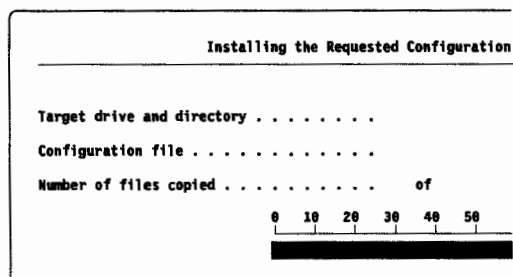 Installing the Requested Configuration
Target drive and directory . . . . . . . .
Configuration file . . . . . . . . . . . .
Number of files copied . . . . . . . . . . of
0 10 20 30 40 50